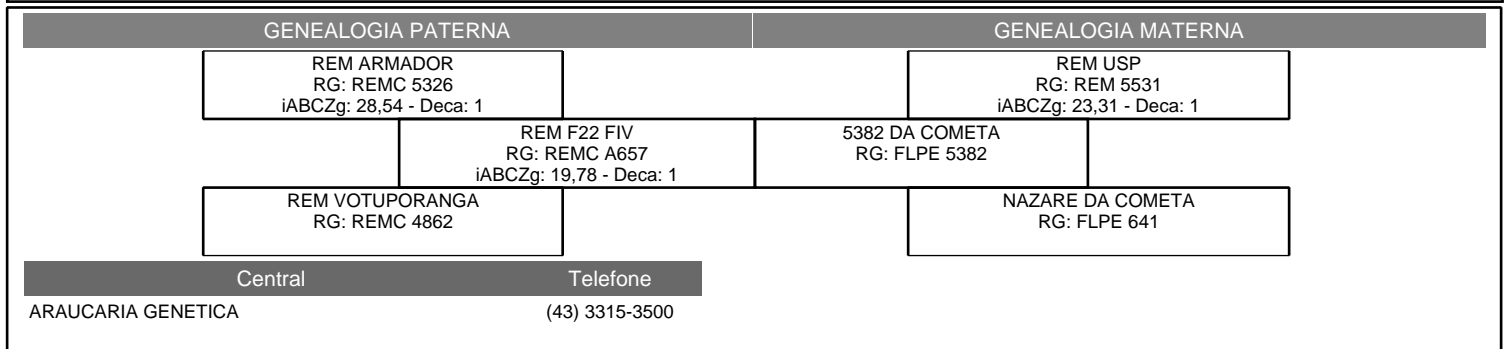 GENEALOGIA PATERNA
GENEALOGIA MATERNA
REM ARMADOR
RG: REMC 5326
iABCZg: 28,54 - Deca: 1
REM USP
RG: REM 5531
iABCZg: 23,31 - Deca: 1
REM F22 FIV
RG: REMC A657
iABCZg: 19,78 - Deca: 1
5382 DA COMETA
RG: FLPE 5382
REM VOTUPORANGA
RG: REMC 4862
NAZARE DA COMETA
RG: FLPE 641
Central Telefone
ARAUCARIA GENETICA (43) 3315-3500